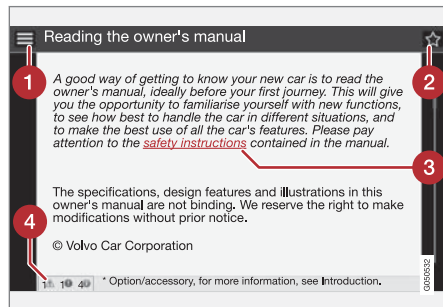 Reading the owner's manual
1
2
A good way of getting to know your new car is to read the
owner's manual, ideally before your first journey. This will give
you the opportunity to familiarise yourself with new functions,
to see how best to handle the car in different situations, and
to make the best use of all the car's features. Please pay
attention to the safety instructions contained in the manual.
3
The specifications, design features and illustrations in this
owner's manual are not binding. We reserve the right to make
modifications without prior notice.
4
© Volvo Car Corporation
1 1 4 * Option/accessory, for more information, see Introduction.
G050532